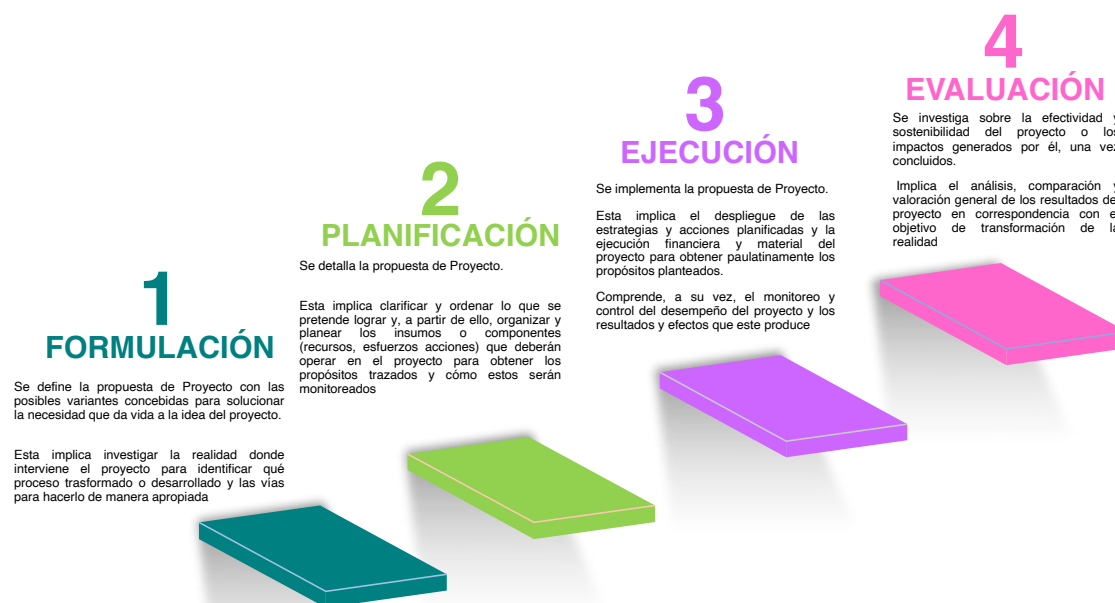 1
FORMULACIÓN
Se define la propuesta de Proyecto con las
posibles variantes concebidas para solucionar
la necesidad que da vida a la idea del proyecto.
Esta implica investigar la realidad donde
interviene el proyecto para identificar qué
proceso trasformado o desarrollado y las vías
para hacerlo de manera apropiada
2
PLANIFICACIÓN
Se detalla la propuesta de Proyecto.
Esta implica clarificar y ordenar lo que se
pretende lograr y, a partir de ello, organizar y
planear los insumos o componentes
(recursos, esfuerzos acciones) que deberán
operar en el proyecto para obtener los
propósitos trazados y cómo estos serán
monitoreados
3
EJECUCIÓN
Se implementa la propuesta de Proyecto.
Esta implica el despliegue de las
estrategias y acciones planificadas y la
ejecución financiera y material del
proyecto para obtener paulatinamente los
propósitos planteados.
Comprende, a su vez, el monitoreo y
control del desempeño del proyecto y los
resultados y efectos que este produce
4
EVALUACIÓN
Se investiga sobre la efectividad y
sostenibilidad del proyecto o los
impactos generados por él, una vez
concluidos.
Implica el análisis, comparación y
valoración general de los resultados del
proyecto en correspondencia con el
objetivo de transformación de la
realidad